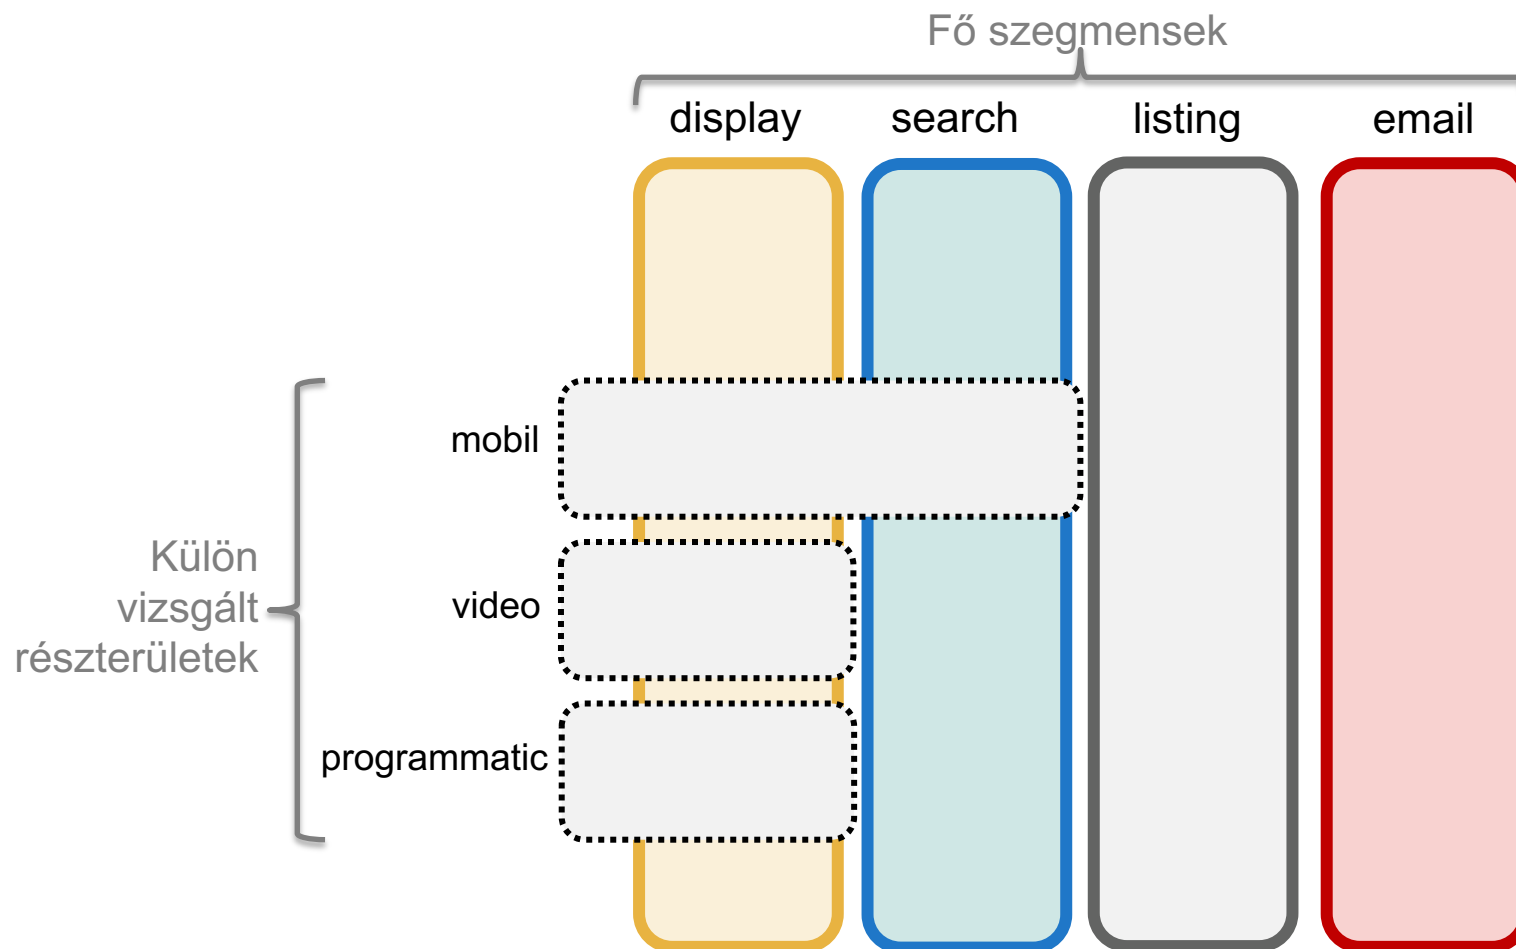 Fő szegmensek
display search listing email
mobil
Külön
vizsgált
részterületek
video
programmatic